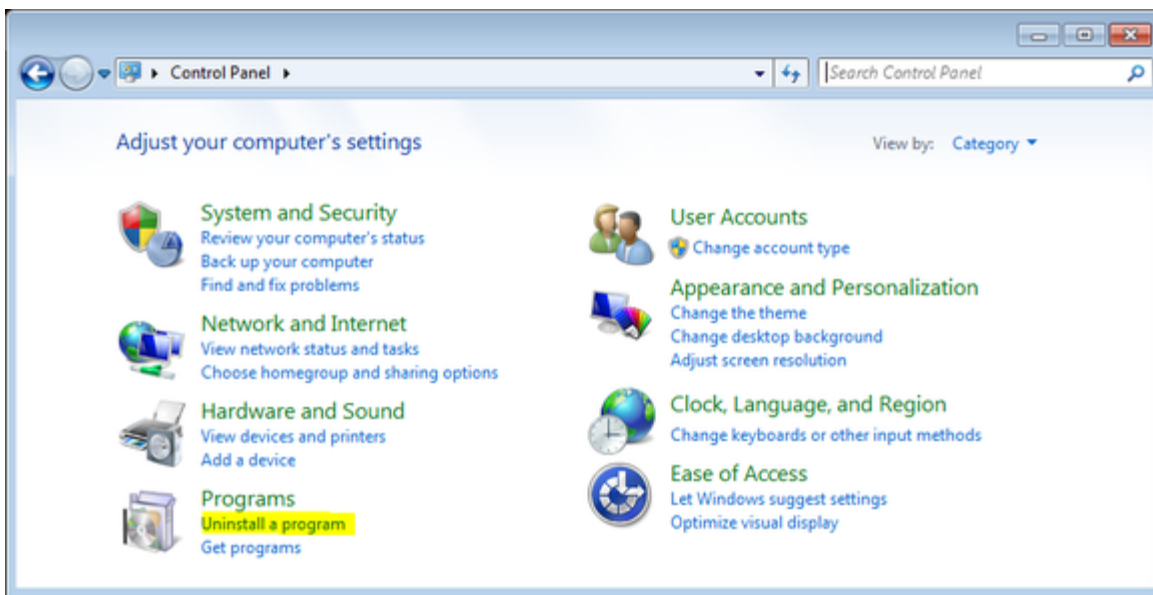 Control Panel
Search Control Panel
Adjust your computer's settings
View by: Category
System and Security
Review your computer's status
Back up your computer
Find and fix problems
Network and Internet
View network status and tasks
Choose homegroup and sharing options
Hardware and Sound
View devices and printers
Add a device
Programs
Uninstall a program
Get programs
User Accounts
Change account type
Appearance and Personalization
Change the theme
Change desktop background
Adjust screen resolution
Clock, Language, and Region
Change keyboards or other input methods
Ease of Access
Let Windows suggest settings
Optimize visual display